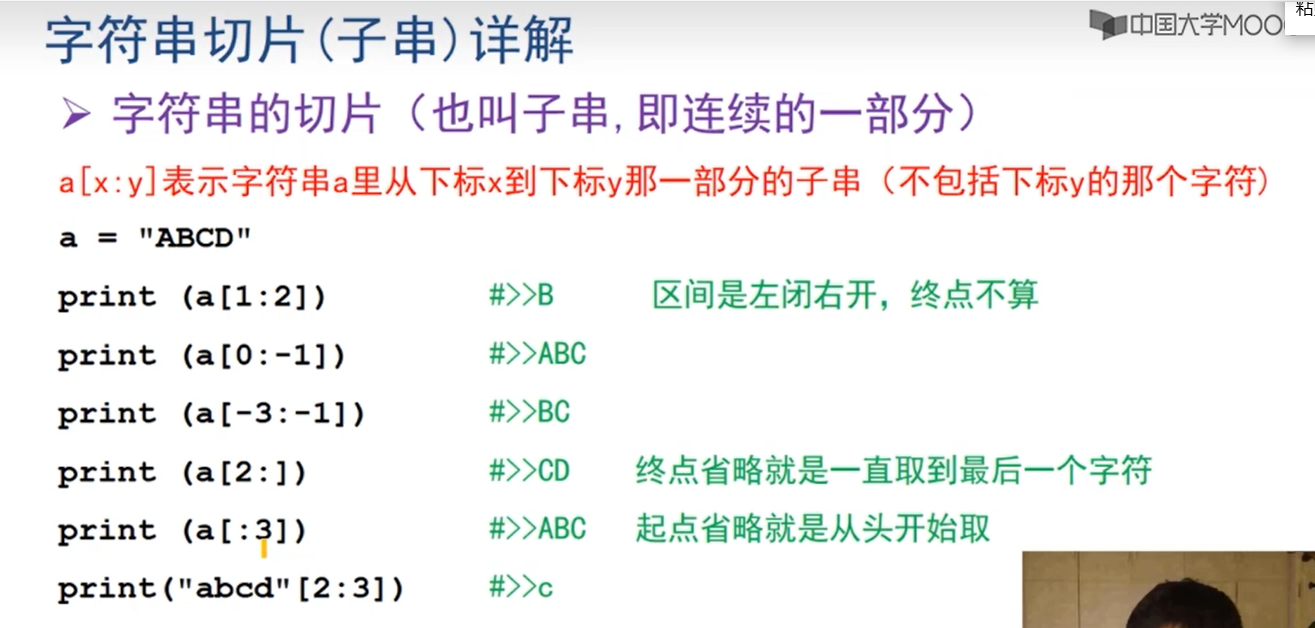 字符串切片(子串)详解
中国大学MOO
粘
➢ 字符串的切片（也叫子串,即连续的一部分）
a[x:y]表示字符串a里从下标x到下标y那一部分的子串（不包括下标y的那个字符）
a = "ABCD"
print (a[1:2]) #>>B 区间是左闭右开，终点不算
print (a[0:-1]) #>>ABC
print (a[-3:-1]) #>>BC
print (a[2:]) #>>CD 终点省略就是一直取到最后一个字符
print (a[:3]) #>>ABC 起点省略就是从头开始取
print("abcd"[2:3]) #>>c